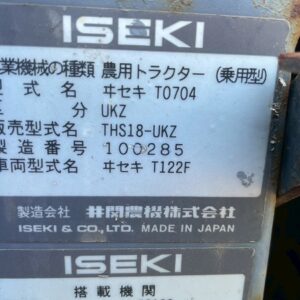 ISEKI
業機械の種類 農用トラクター(乗用型)
型 式 名 ヰセキ T0704
区 分 UKZ
販売型式名 THS18-UKZ
製造番号 100285
車両型式名 ヰセキ T122F
製造会社 井関農機株式会社
ISEKI & CO.,LTD. MADE IN JAPAN
ISEKI
搭載機関